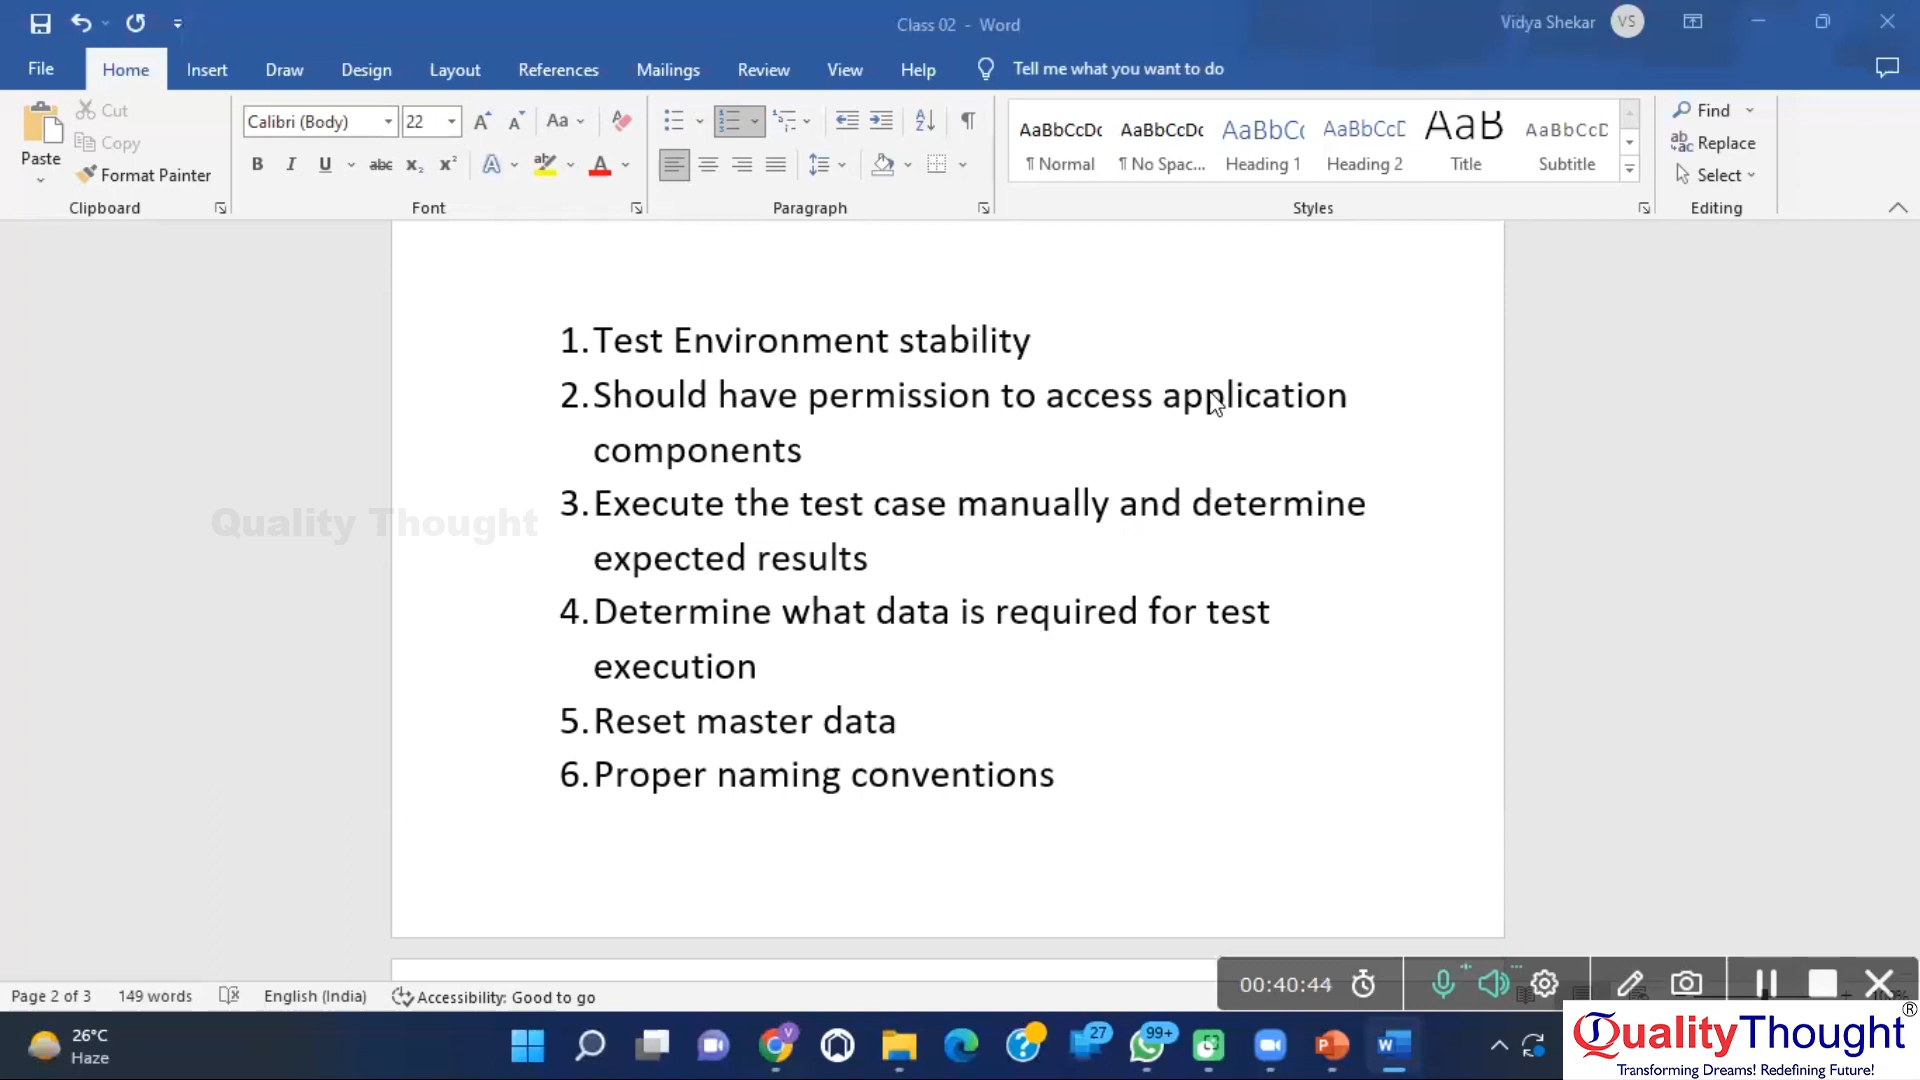 Class 02 - Word
Vidya Shekar VS
File Home Insert Draw Design Layout References Mailings Review View Help Tell me what you want to do
Paste
Cut
Copy
Format Painter
Clipboard
Calibri (Body) 22
Aa
B I U abc x₂ x² A A
Font
Paragraph
AaBbCcDc AaBbCcDc AaBbCc AaBbCcD AaB AaBbCcD
¶ Normal ¶ No Spac... Heading 1 Heading 2 Title Subtitle
Styles
Find
Replace
Select
Editing
1. Test Environment stability
2. Should have permission to access application
components
3. Execute the test case manually and determine
expected results
4. Determine what data is required for test
execution
5. Reset master data
6. Proper naming conventions
Quality Thought
00:40:44
Page 2 of 3 149 words English (India) Accessibility: Good to go
26°C
Haze
V
27
99+
QualityThought®
Transforming Dreams! Redefining Future!